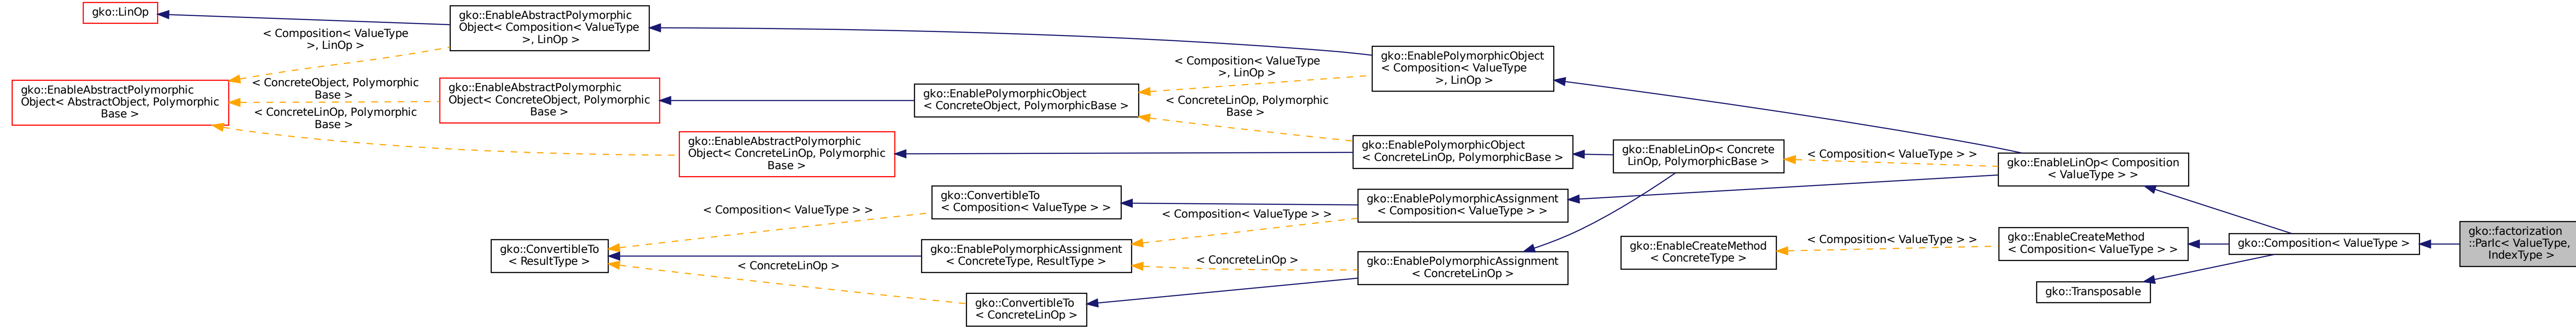 gko::LinOp
gko::EnableAbstractPolymorphic
Object< Composition< ValueType
>, LinOp >
< Composition< ValueType
>, LinOp >
gko::EnableAbstractPolymorphic
Object< AbstractObject, Polymorphic
Base >
< ConcreteObject, Polymorphic
Base >
< ConcreteLinOp, Polymorphic
Base >
gko::EnableAbstractPolymorphic
Object< ConcreteObject, Polymorphic
Base >
gko::EnableAbstractPolymorphic
Object< ConcreteLinOp, Polymorphic
Base >
gko::EnablePolymorphicObject
< ConcreteObject, PolymorphicBase >
< Composition< ValueType
>, LinOp >
< ConcreteLinOp, Polymorphic
Base >
gko::EnablePolymorphicObject
< Composition< ValueType
>, LinOp >
gko::EnablePolymorphicObject
< ConcreteLinOp, PolymorphicBase >
gko::EnableLinOp< Concrete
LinOp, PolymorphicBase >
< Composition< ValueType > >
gko::EnableLinOp< Composition
< ValueType > >
gko::ConvertibleTo
< ResultType >
< Composition< ValueType > >
< ConcreteLinOp >
gko::ConvertibleTo
< Composition< ValueType > >
gko::EnablePolymorphicAssignment
< ConcreteType, ResultType >
gko::ConvertibleTo
< ConcreteLinOp >
< Composition< ValueType > >
< ConcreteLinOp >
gko::EnablePolymorphicAssignment
< Composition< ValueType > >
gko::EnablePolymorphicAssignment
< ConcreteLinOp >
gko::EnableCreateMethod
< ConcreteType >
< Composition< ValueType > >
gko::EnableCreateMethod
< Composition< ValueType > >
gko::Transposable
gko::Composition< ValueType >
gko::factorization
::ParIc< ValueType,
IndexType >